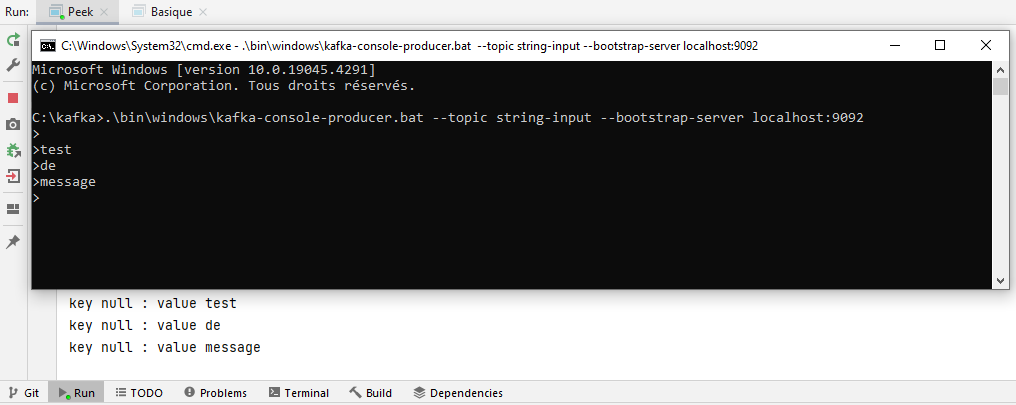 Run: Peek Basique
C:\Windows\System32\cmd.exe - .\bin\windows\kafka-console-producer.bat --topic string-input --bootstrap-server localhost:9092
Microsoft Windows [version 10.0.19045.4291]
(c) Microsoft Corporation. Tous droits réservés.
C:\kafka>.\bin\windows\kafka-console-producer.bat --topic string-input --bootstrap-server localhost:9092
>
>test
>de
>message
>
key null : value test
key null : value de
key null : value message
Git Run TODO Problems Terminal Build Dependencies